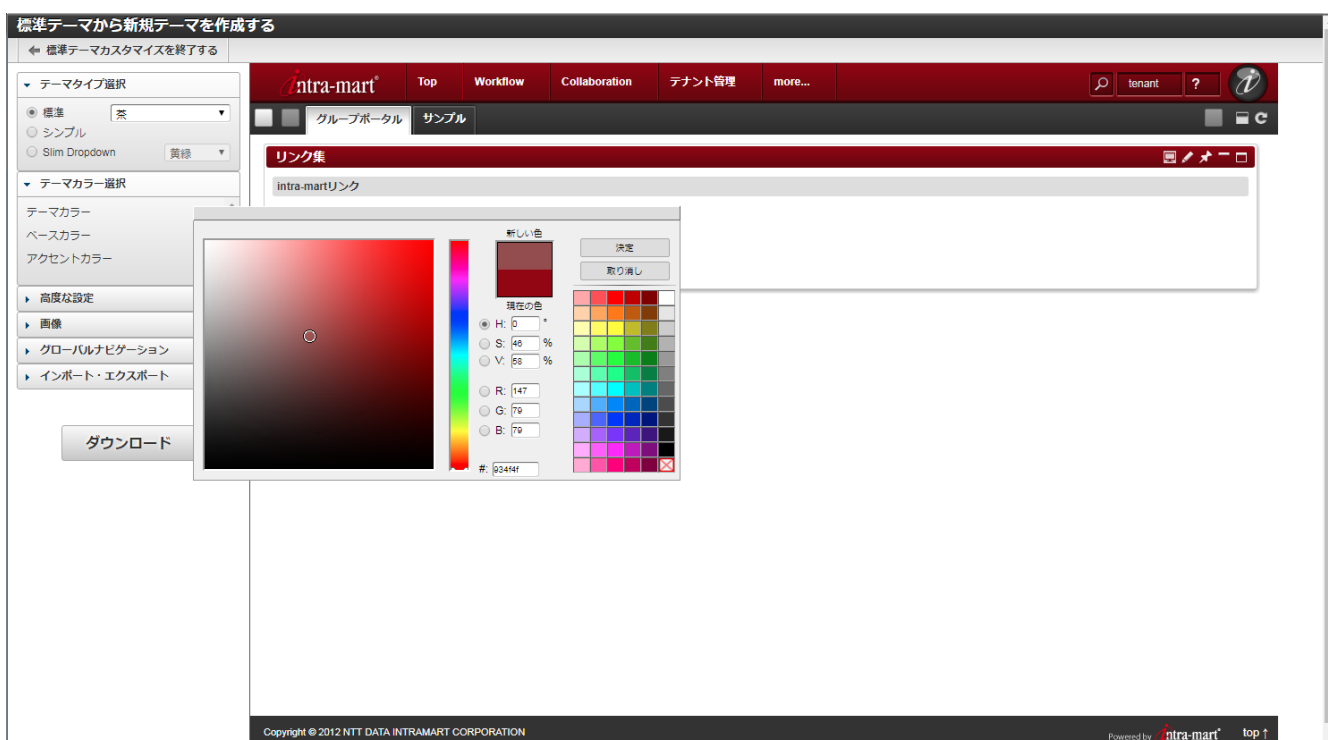 標準テーマから新規テーマを作成する
標準テーマカスタマイズを終了する
テーマタイプ選択
標準 茶
シンプル
Slim Dropdown 黄緑
テーマカラー選択
テーマカラー
ベースカラー
アクセントカラー
高度な設定
画像
グローバルナビゲーション
インポート・エクスポート
ダウンロード
intra-mart Top Workflow Collaboration テナント管理 more... tenant ?
グループポータル サンプル
リンク集
intra-martリンク
新しい色
現在の色
決定
取り消し
H: 0 °
S: 46 %
V: 58 %
R: 147
G: 79
B: 79
#: 934f4f
Copyright © 2012 NTT DATA INTRAMART CORPORATION
Powered by intra-mart top ↑